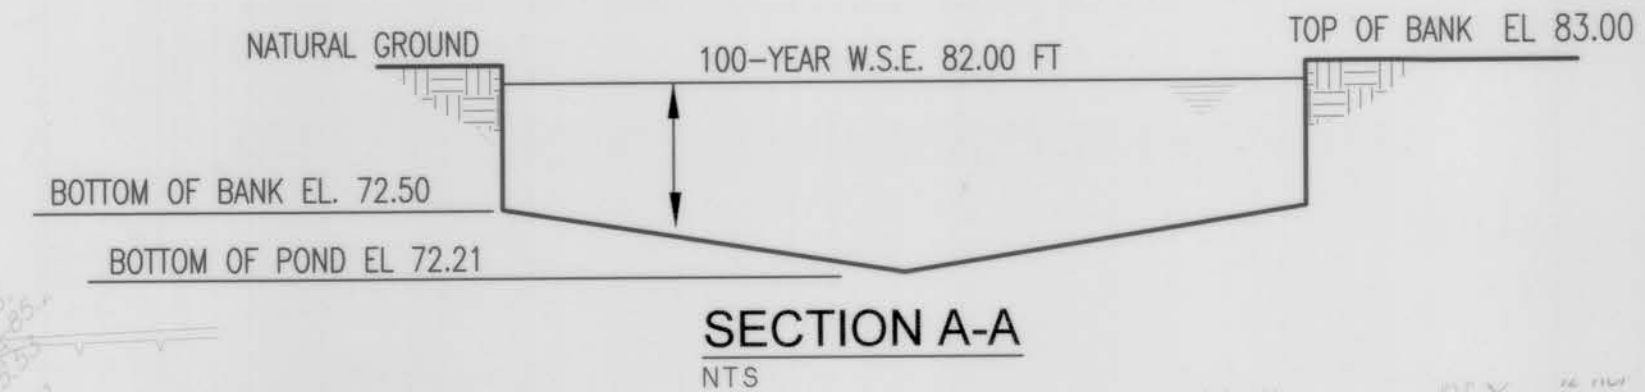 NATURAL GROUND
100-YEAR W.S.E. 82.00 FT
TOP OF BANK EL 83.00
BOTTOM OF BANK EL. 72.50
BOTTOM OF POND EL 72.21
SECTION A-A
NTS